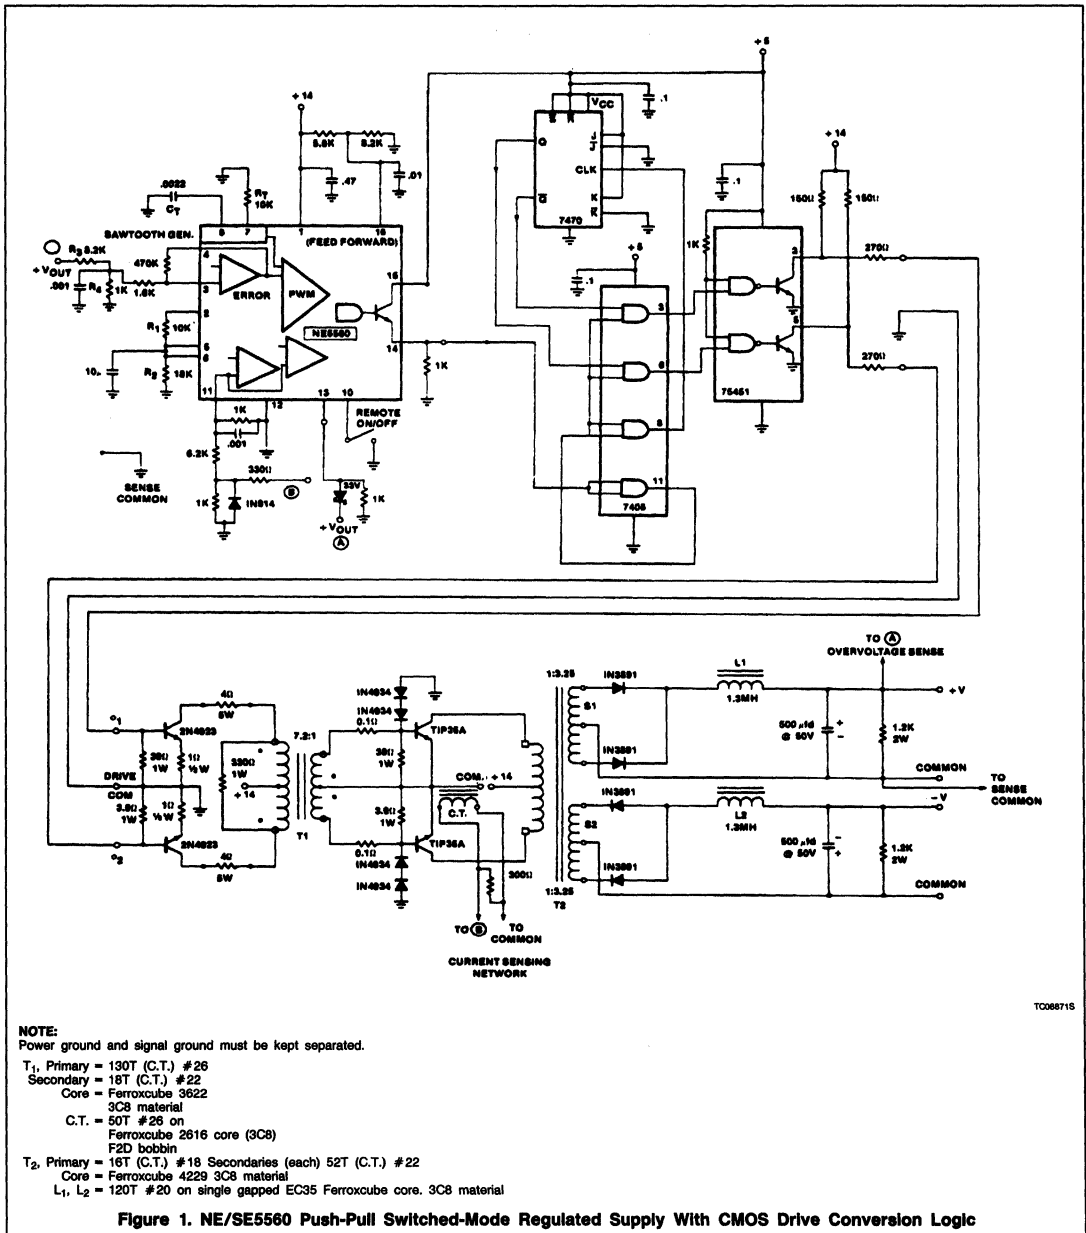 + 5
+ 14
.1
VCC
5.6K
8.2K
Q
J
J
+ 14
.0022
RT
15K
.47
.01
CLK
.1
CT
K
150Ω
150Ω
Q
K
6
7
1
16
7470
SAWTOOTH GEN.
(FEED FORWARD)
1K
2
R3 8.2K
4
470K
+ 5
270Ω
+ VOUT
15
.1
.001
R4
1K
1.6K
3
ERROR
PWM
3
2
R1
10K
NE5560
5
14
5
6
270Ω
10µ
R2
18K
1K
6
75451
11
12
13
10
1K
REMOTE
ON/OFF
8
.001
6.2K
330Ω
SENSE
COMMON
1K
IN914
B
33V
1K
11
+ VOUT
7408
A
TO A
OVERVOLTAGE SENSE
1:3.25
IN3891
L1
4Ω
IN4934
S1
1.3MH
+ V
5W
IN4934
ø1
2N4923
7.2:1
0.1Ω
TIP35A
500 µfd
@ 50V
+
–
1.2K
2W
39Ω
1W
1Ω
½ W
330Ω
1W
39Ω
1W
IN3891
COMMON
DRIVE
COM
+ 14
COM.
+ 14
TO
SENSE
COMMON
3.9Ω
1W
1Ω
½ W
3.9Ω
1W
C.T.
IN3891
– V
T1
S2
L2
1.3MH
2N4923
TIP35A
500 µfd
@ 50V
–
+
1.2K
2W
ø2
4Ω
0.1Ω
IN4934
IN3891
5W
IN4934
300Ω
1:3.25
COMMON
T2
TO B
TO
COMMON
CURRENT SENSING
NETWORK
TC08871S
NOTE:
Power ground and signal ground must be kept separated.
T1, Primary = 130T (C.T.) #26
Secondary = 18T (C.T.) #22
Core = Ferroxcube 3622
3C8 material
C.T. = 50T #26 on
Ferroxcube 2616 core (3C8)
F2D bobbin
T2, Primary = 16T (C.T.) #18 Secondaries (each) 52T (C.T.) #22
Core = Ferroxcube 4229 3C8 material
L1, L2 = 120T #20 on single gapped EC35 Ferroxcube core. 3C8 material
Figure 1. NE/SE5560 Push-Pull Switched-Mode Regulated Supply With CMOS Drive Conversion Logic